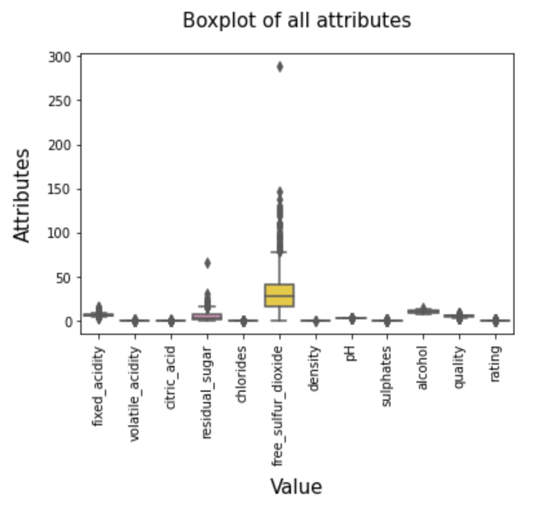 Boxplot of all attributes
300
250
200
150
100
50
0
Attributes
fixed_acidity
volatile_acidity
citric_acid
residual_sugar
chlorides
free_sulfur_dioxide
density
pH
sulphates
alcohol
quality
rating
Value